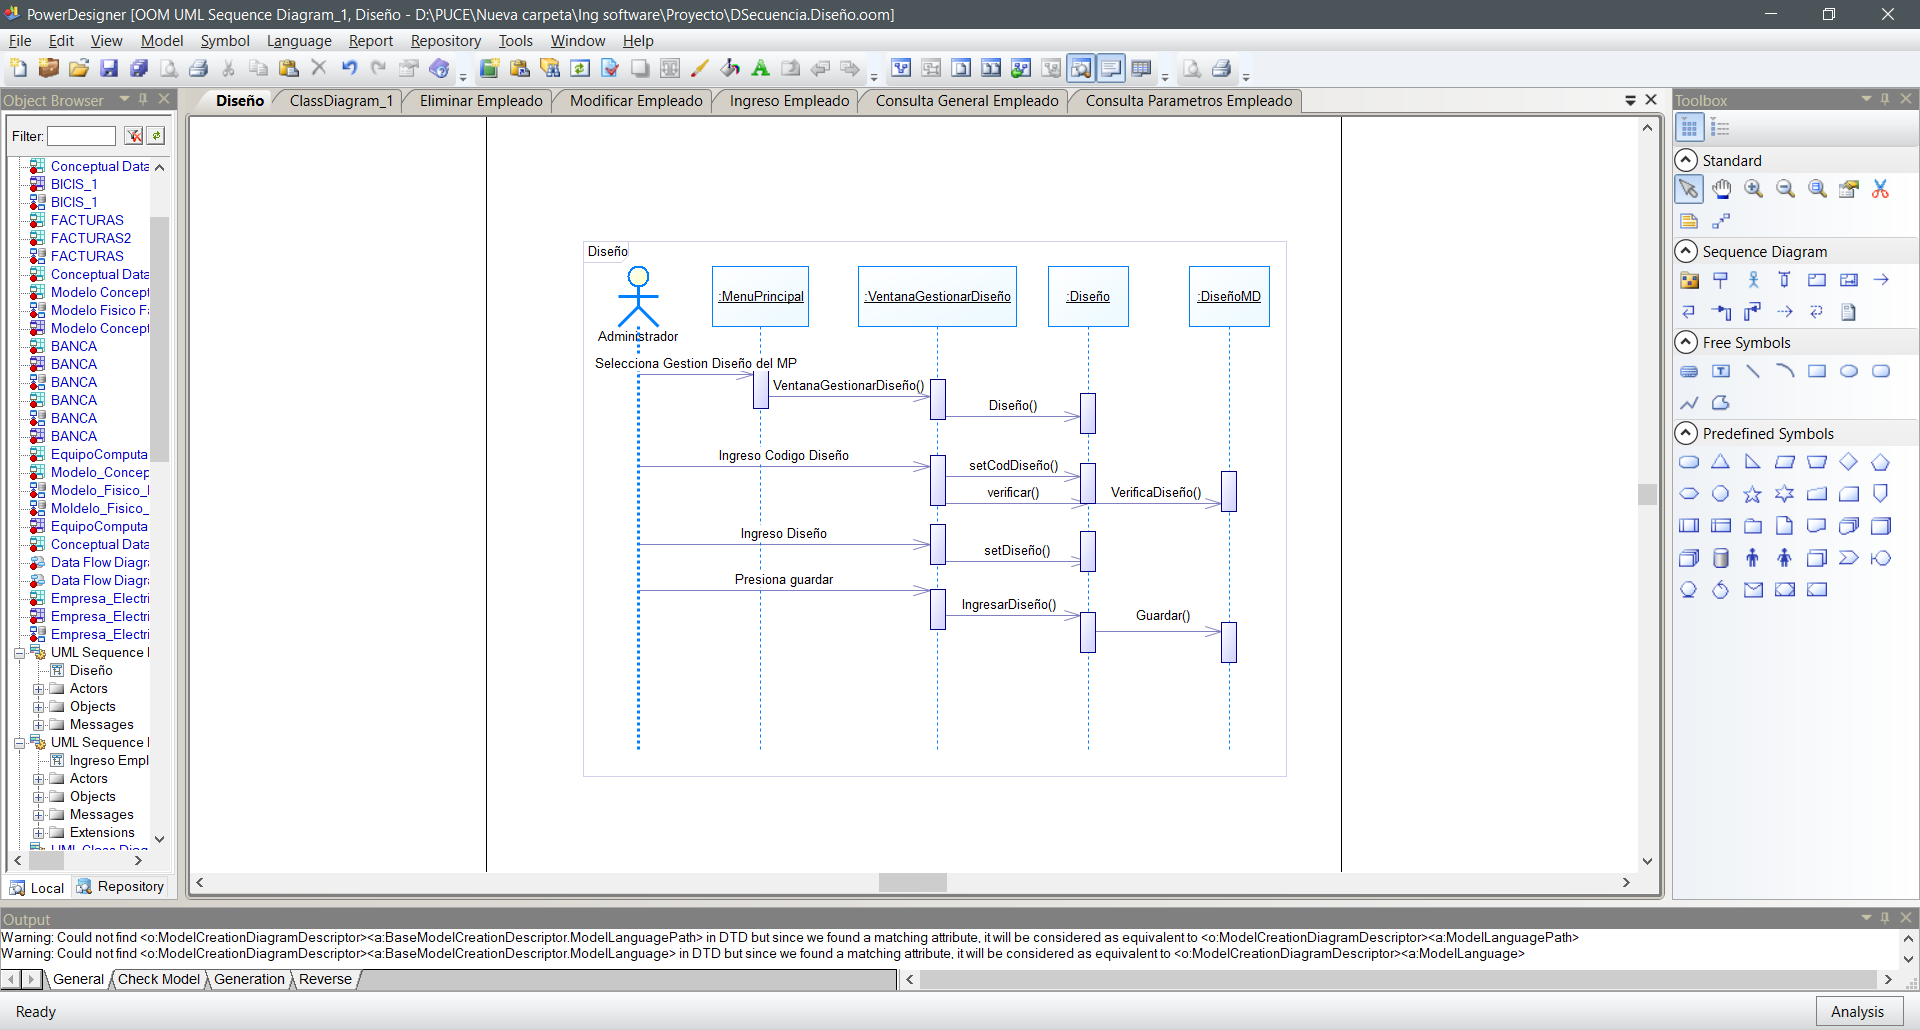 PowerDesigner [OOM UML Sequence Diagram_1, Diseño - D:\PUCE\Nueva carpeta\Ing software\Proyecto\DSecuencia.Diseño.oom]
File Edit View Model Symbol Language Report Repository Tools Window Help
Object Browser
Filter:
Conceptual Data
BICIS_1
BICIS_1
FACTURAS
FACTURAS2
FACTURAS
Conceptual Data
Modelo Concept
Modelo Fisico F
Modelo Concept
BANCA
BANCA
BANCA
BANCA
BANCA
BANCA
EquipoComputa
Modelo_Concep
Modelo_Fisico_
Moldelo_Fisico_
EquipoComputa
Conceptual Data
Data Flow Diagr
Data Flow Diagr
Empresa_Electri
Empresa_Electri
Empresa_Electri
UML Sequence
Diseño
Actors
Objects
Messages
UML Sequence
Ingreso Empl
Actors
Objects
Messages
Extensions
UML Class Diag
Local Repository
Diseño ClassDiagram_1 Eliminar Empleado Modificar Empleado Ingreso Empleado Consulta General Empleado Consulta Parametros Empleado
Diseño
:MenuPrincipal :VentanaGestionarDiseño :Diseño :DiseñoMD
Administrador
Selecciona Gestion Diseño del MP
VentanaGestionarDiseño()
Diseño()
Ingreso Codigo Diseño
setCodDiseño()
verificar() VerificaDiseño()
Ingreso Diseño
setDiseño()
Presiona guardar
IngresarDiseño()
Guardar()
Toolbox
Standard
Sequence Diagram
Free Symbols
Predefined Symbols
Output
Warning: Could not find <o:ModelCreationDiagramDescriptor><a:BaseModelCreationDescriptor.ModelLanguagePath> in DTD but since we found a matching attribute, it will be considered as equivalent to <o:ModelCreationDiagramDescriptor><a:ModelLanguagePath>
Warning: Could not find <o:ModelCreationDiagramDescriptor><a:BaseModelCreationDescriptor.ModelLanguage> in DTD but since we found a matching attribute, it will be considered as equivalent to <o:ModelCreationDiagramDescriptor><a:ModelLanguage>
General Check Model Generation Reverse
Ready
Analysis